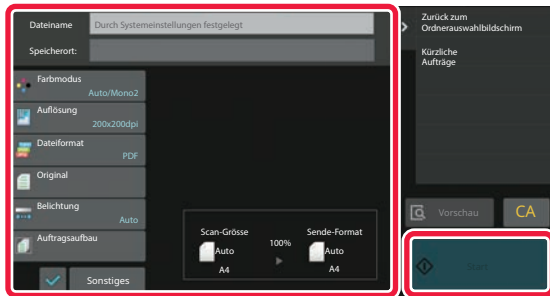 Dateiname
Durch Systemeinstellungen festgelegt
Speicherort:
Farbmodus
Auto/Mono2
Auflösung
200x200dpi
Dateiformat
PDF
Original
Belichtung
Auto
Auftragsaufbau
Sonstiges
Scan-Grösse
Auto
A4
100%
Sende-Format
Auto
A4
Zurück zum
Ordnerauswahlbildschirm
Kürzliche
Aufträge
Vorschau
CA
Start